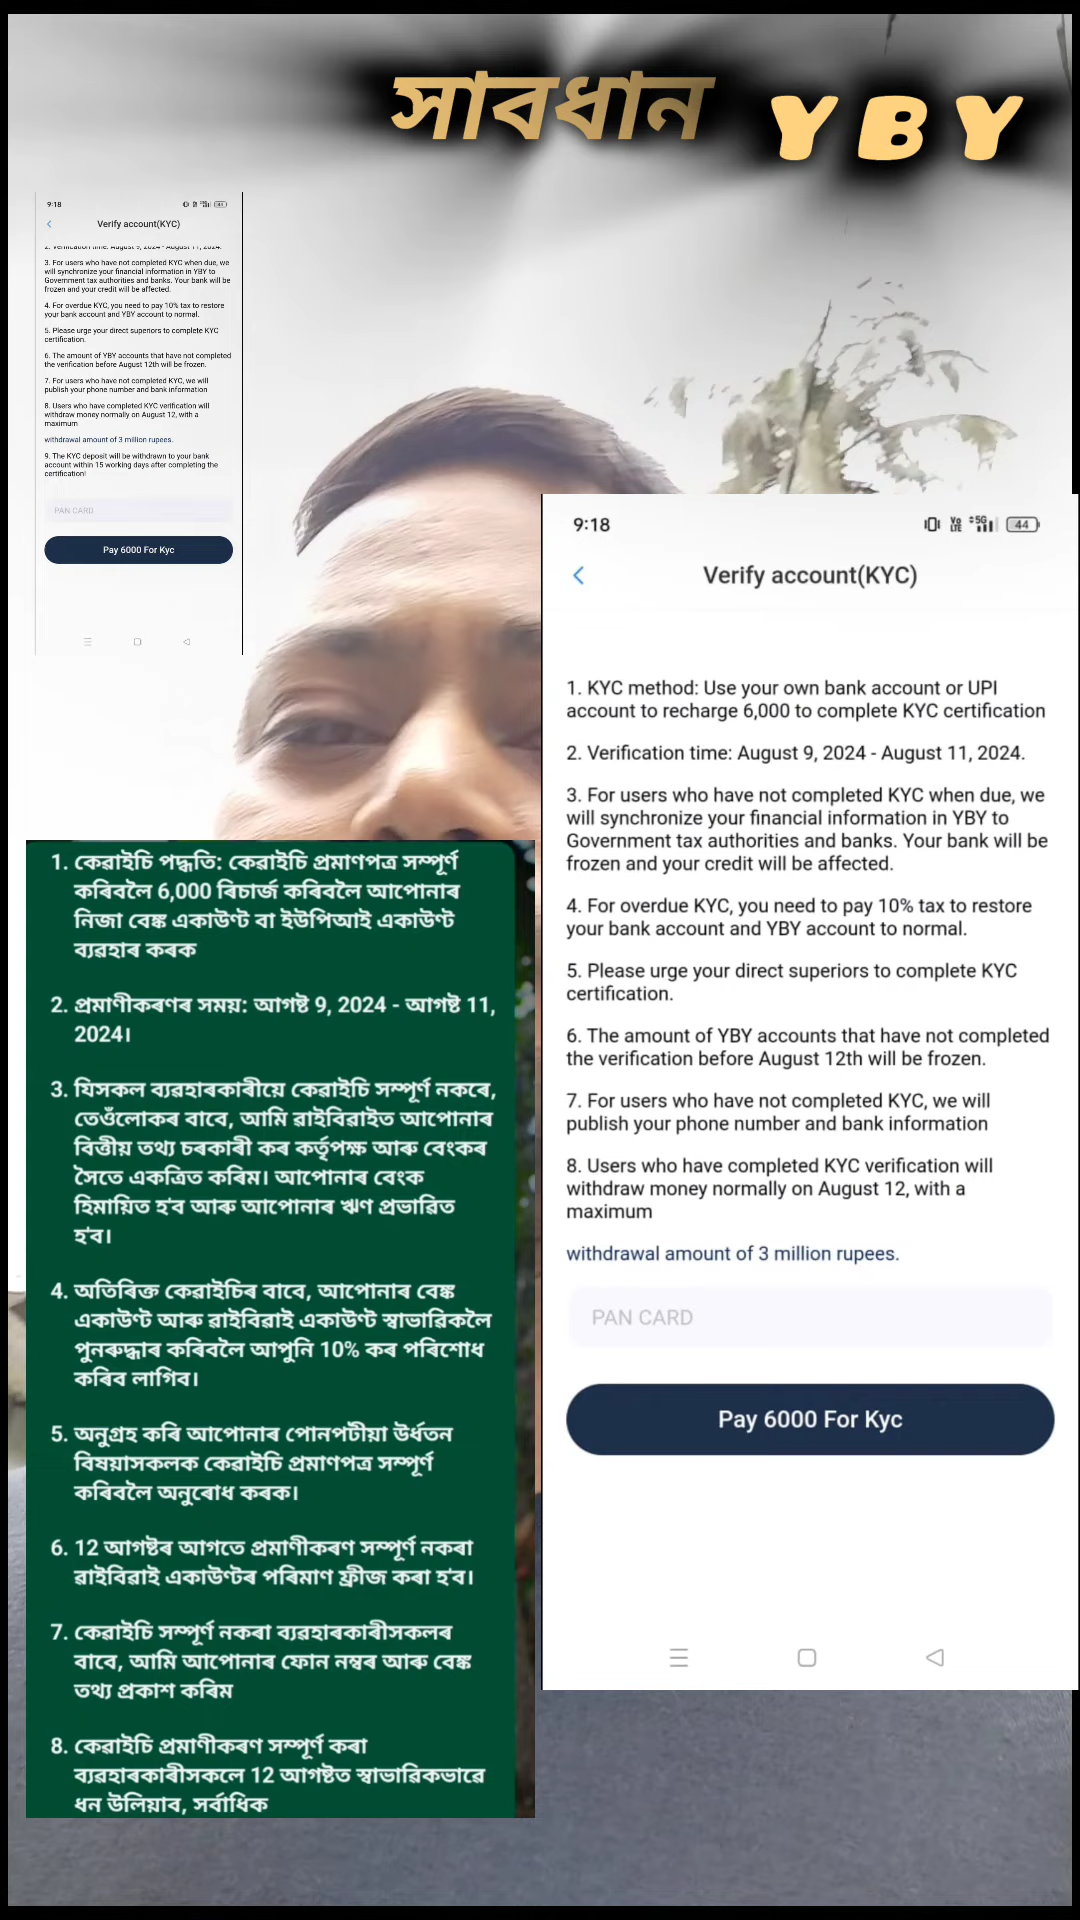 সাবধান YBY
9:18
Verify account(KYC)
2. Verification time: August 9, 2024 - August 11, 2024.
3. For users who have not completed KYC when due, we
will synchronize your financial information in YBY to
Government tax authorities and banks. Your bank will be
frozen and your credit will be affected.
4. For overdue KYC, you need to pay 10% tax to restore
your bank account and YBY account to normal.
5. Please urge your direct superiors to complete KYC
certification.
6. The amount of YBY accounts that have not completed
the verification before August 12th will be frozen.
7. For users who have not completed KYC, we will
publish your phone number and bank information
8. Users who have completed KYC verification will
withdraw money normally on August 12, with a
maximum
withdrawal amount of 3 million rupees.
9. The KYC deposit will be withdrawn to your bank
account within 15 working days after completing the
certification!
PAN CARD
Pay 6000 For Kyc
9:18 Vo LTE 5G 44
Verify account(KYC)
1. KYC method: Use your own bank account or UPI
account to recharge 6,000 to complete KYC certification
2. Verification time: August 9, 2024 - August 11, 2024.
3. For users who have not completed KYC when due, we
will synchronize your financial information in YBY to
Government tax authorities and banks. Your bank will be
frozen and your credit will be affected.
4. For overdue KYC, you need to pay 10% tax to restore
your bank account and YBY account to normal.
5. Please urge your direct superiors to complete KYC
certification.
6. The amount of YBY accounts that have not completed
the verification before August 12th will be frozen.
7. For users who have not completed KYC, we will
publish your phone number and bank information
8. Users who have completed KYC verification will
withdraw money normally on August 12, with a
maximum
withdrawal amount of 3 million rupees.
PAN CARD
Pay 6000 For Kyc
1. কেৱাইচি পদ্ধতি: কেৱাইচি প্ৰমাণপত্ৰ সম্পূৰ্ণ
কৰিবলৈ 6,000 ৰিচাৰ্জ কৰিবলৈ আপোনাৰ
নিজা বেঙ্ক একাউণ্ট বা ইউপিআই একাউণ্ট
ব্যৱহাৰ কৰক
2. প্ৰমাণীকৰণৰ সময়: আগষ্ট 9, 2024 - আগষ্ট 11,
2024।
3. যিসকল ব্যৱহাৰকাৰীয়ে কেৱাইচি সম্পূৰ্ণ নকৰে,
তেওঁলোকৰ বাবে, আমি ৱাইবিৱাইত আপোনাৰ
বিত্তীয় তথ্য চৰকাৰী কৰ কৰ্তৃপক্ষ আৰু বেংকৰ
সৈতে একত্ৰিত কৰিম। আপোনাৰ বেংক
হিমায়িত হ'ব আৰু আপোনাৰ ঋণ প্ৰভাৱিত
হ'ব।
4. অতিৰিক্ত কেৱাইচিৰ বাবে, আপোনাৰ বেঙ্ক
একাউণ্ট আৰু ৱাইবিৱাই একাউণ্ট স্বাভাৱিকলৈ
পুনৰুদ্ধাৰ কৰিবলৈ আপুনি 10% কৰ পৰিশোধ
কৰিব লাগিব।
5. অনুগ্ৰহ কৰি আপোনাৰ পোনপটীয়া উৰ্ধতন
বিষয়াসকলক কেৱাইচি প্ৰমাণপত্ৰ সম্পূৰ্ণ
কৰিবলৈ অনুৰোধ কৰক।
6. 12 আগষ্টৰ আগতে প্ৰমাণীকৰণ সম্পূৰ্ণ নকৰা
ৱাইবিৱাই একাউণ্টৰ পৰিমাণ ফ্ৰীজ কৰা হ'ব।
7. কেৱাইচি সম্পূৰ্ণ নকৰা ব্যৱহাৰকাৰীসকলৰ
বাবে, আমি আপোনাৰ ফোন নম্বৰ আৰু বেঙ্ক
তথ্য প্ৰকাশ কৰিম
8. কেৱাইচি প্ৰমাণীকৰণ সম্পূৰ্ণ কৰা
ব্যৱহাৰকাৰীসকলে 12 আগষ্টত স্বাভাৱিকভাৱে
ধন উলিয়াব, সৰ্বাধিক